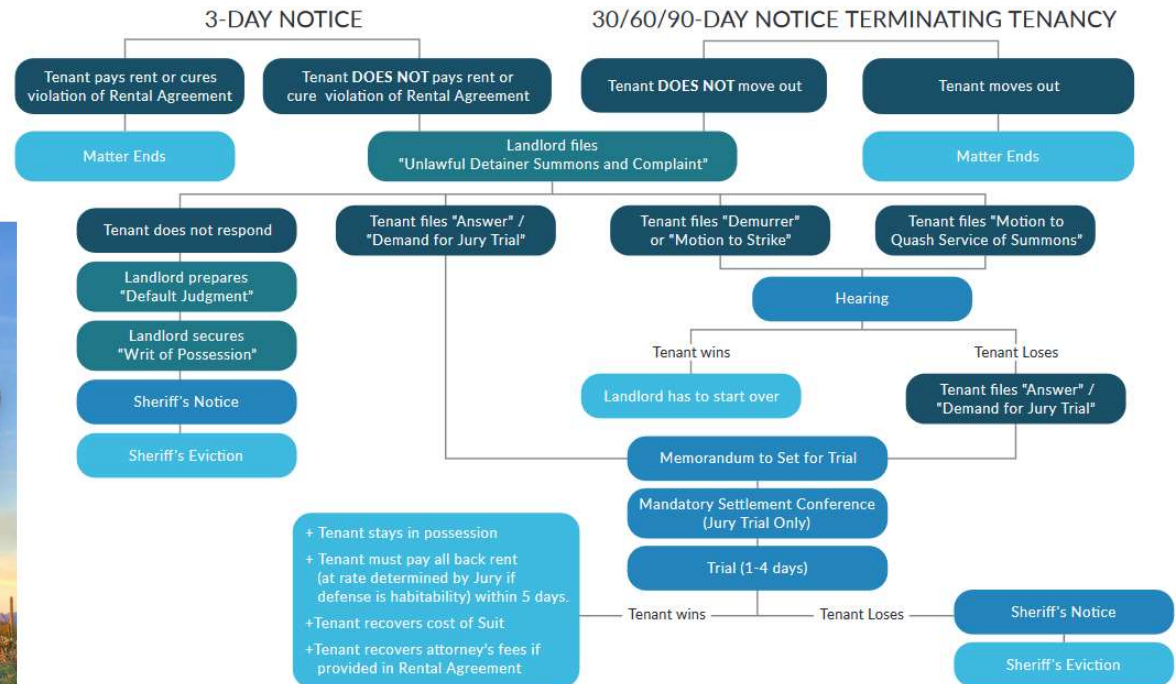 3-DAY NOTICE
30/60/90-DAY NOTICE TERMINATING TENANCY
Tenant pays rent or cures
violation of Rental Agreement
Tenant DOES NOT pays rent or
cure violation of Rental Agreement
Tenant DOES NOT move out
Tenant moves out
Matter Ends
Landlord files
"Unlawful Detainer Summons and Complaint"
Matter Ends
Tenant does not respond
Tenant files "Answer" /
"Demand for Jury Trial"
Tenant files "Demurrer"
or "Motion to Strike"
Tenant files "Motion to
Quash Service of Summons"
Landlord prepares
"Default Judgment"
Hearing
Landlord secures
"Writ of Possession"
Tenant wins
Tenant Loses
Sheriff's Notice
Landlord has to start over
Tenant files "Answer" /
"Demand for Jury Trial"
Sheriff's Eviction
Memorandum to Set for Trial
Mandatory Settlement Conference
(Jury Trial Only)
Trial (1-4 days)
+ Tenant stays in possession
+ Tenant must pay all back rent
(at rate determined by Jury if
defense is habitability) within 5 days.
+Tenant recovers cost of Suit
+Tenant recovers attorney's fees if
provided in Rental Agreement
Tenant wins
Tenant Loses
Sheriff's Notice
Sheriff's Eviction